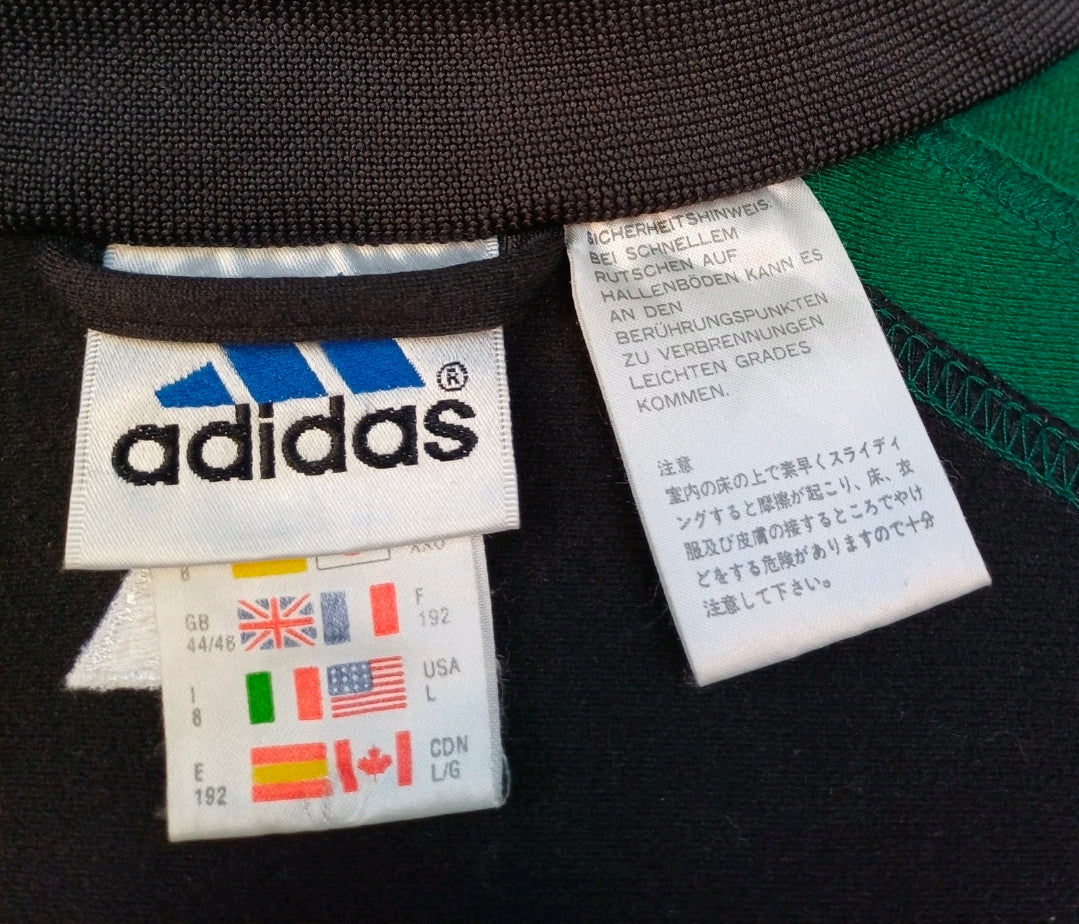 adidas®
8
XXO
GB
44/46
F
192
I
8
USA
L
E
192
CDN
L/G
SICHERHEITSHINWEIS.
BEI SCHNELLEM
RUTSCHEN AUF
HALLENBÖDEN KANN ES
AN DEN
BERÜHRUNGSPUNKTEN
ZU VERBRENNUNGEN
LEICHTEN GRADES
KOMMEN.
注意
室内の床の上で素早くスライディ
ングすると摩擦が起こり、床、衣
服及び皮膚の接するところでやけ
どをする危険がありますので十分
注意して下さい。